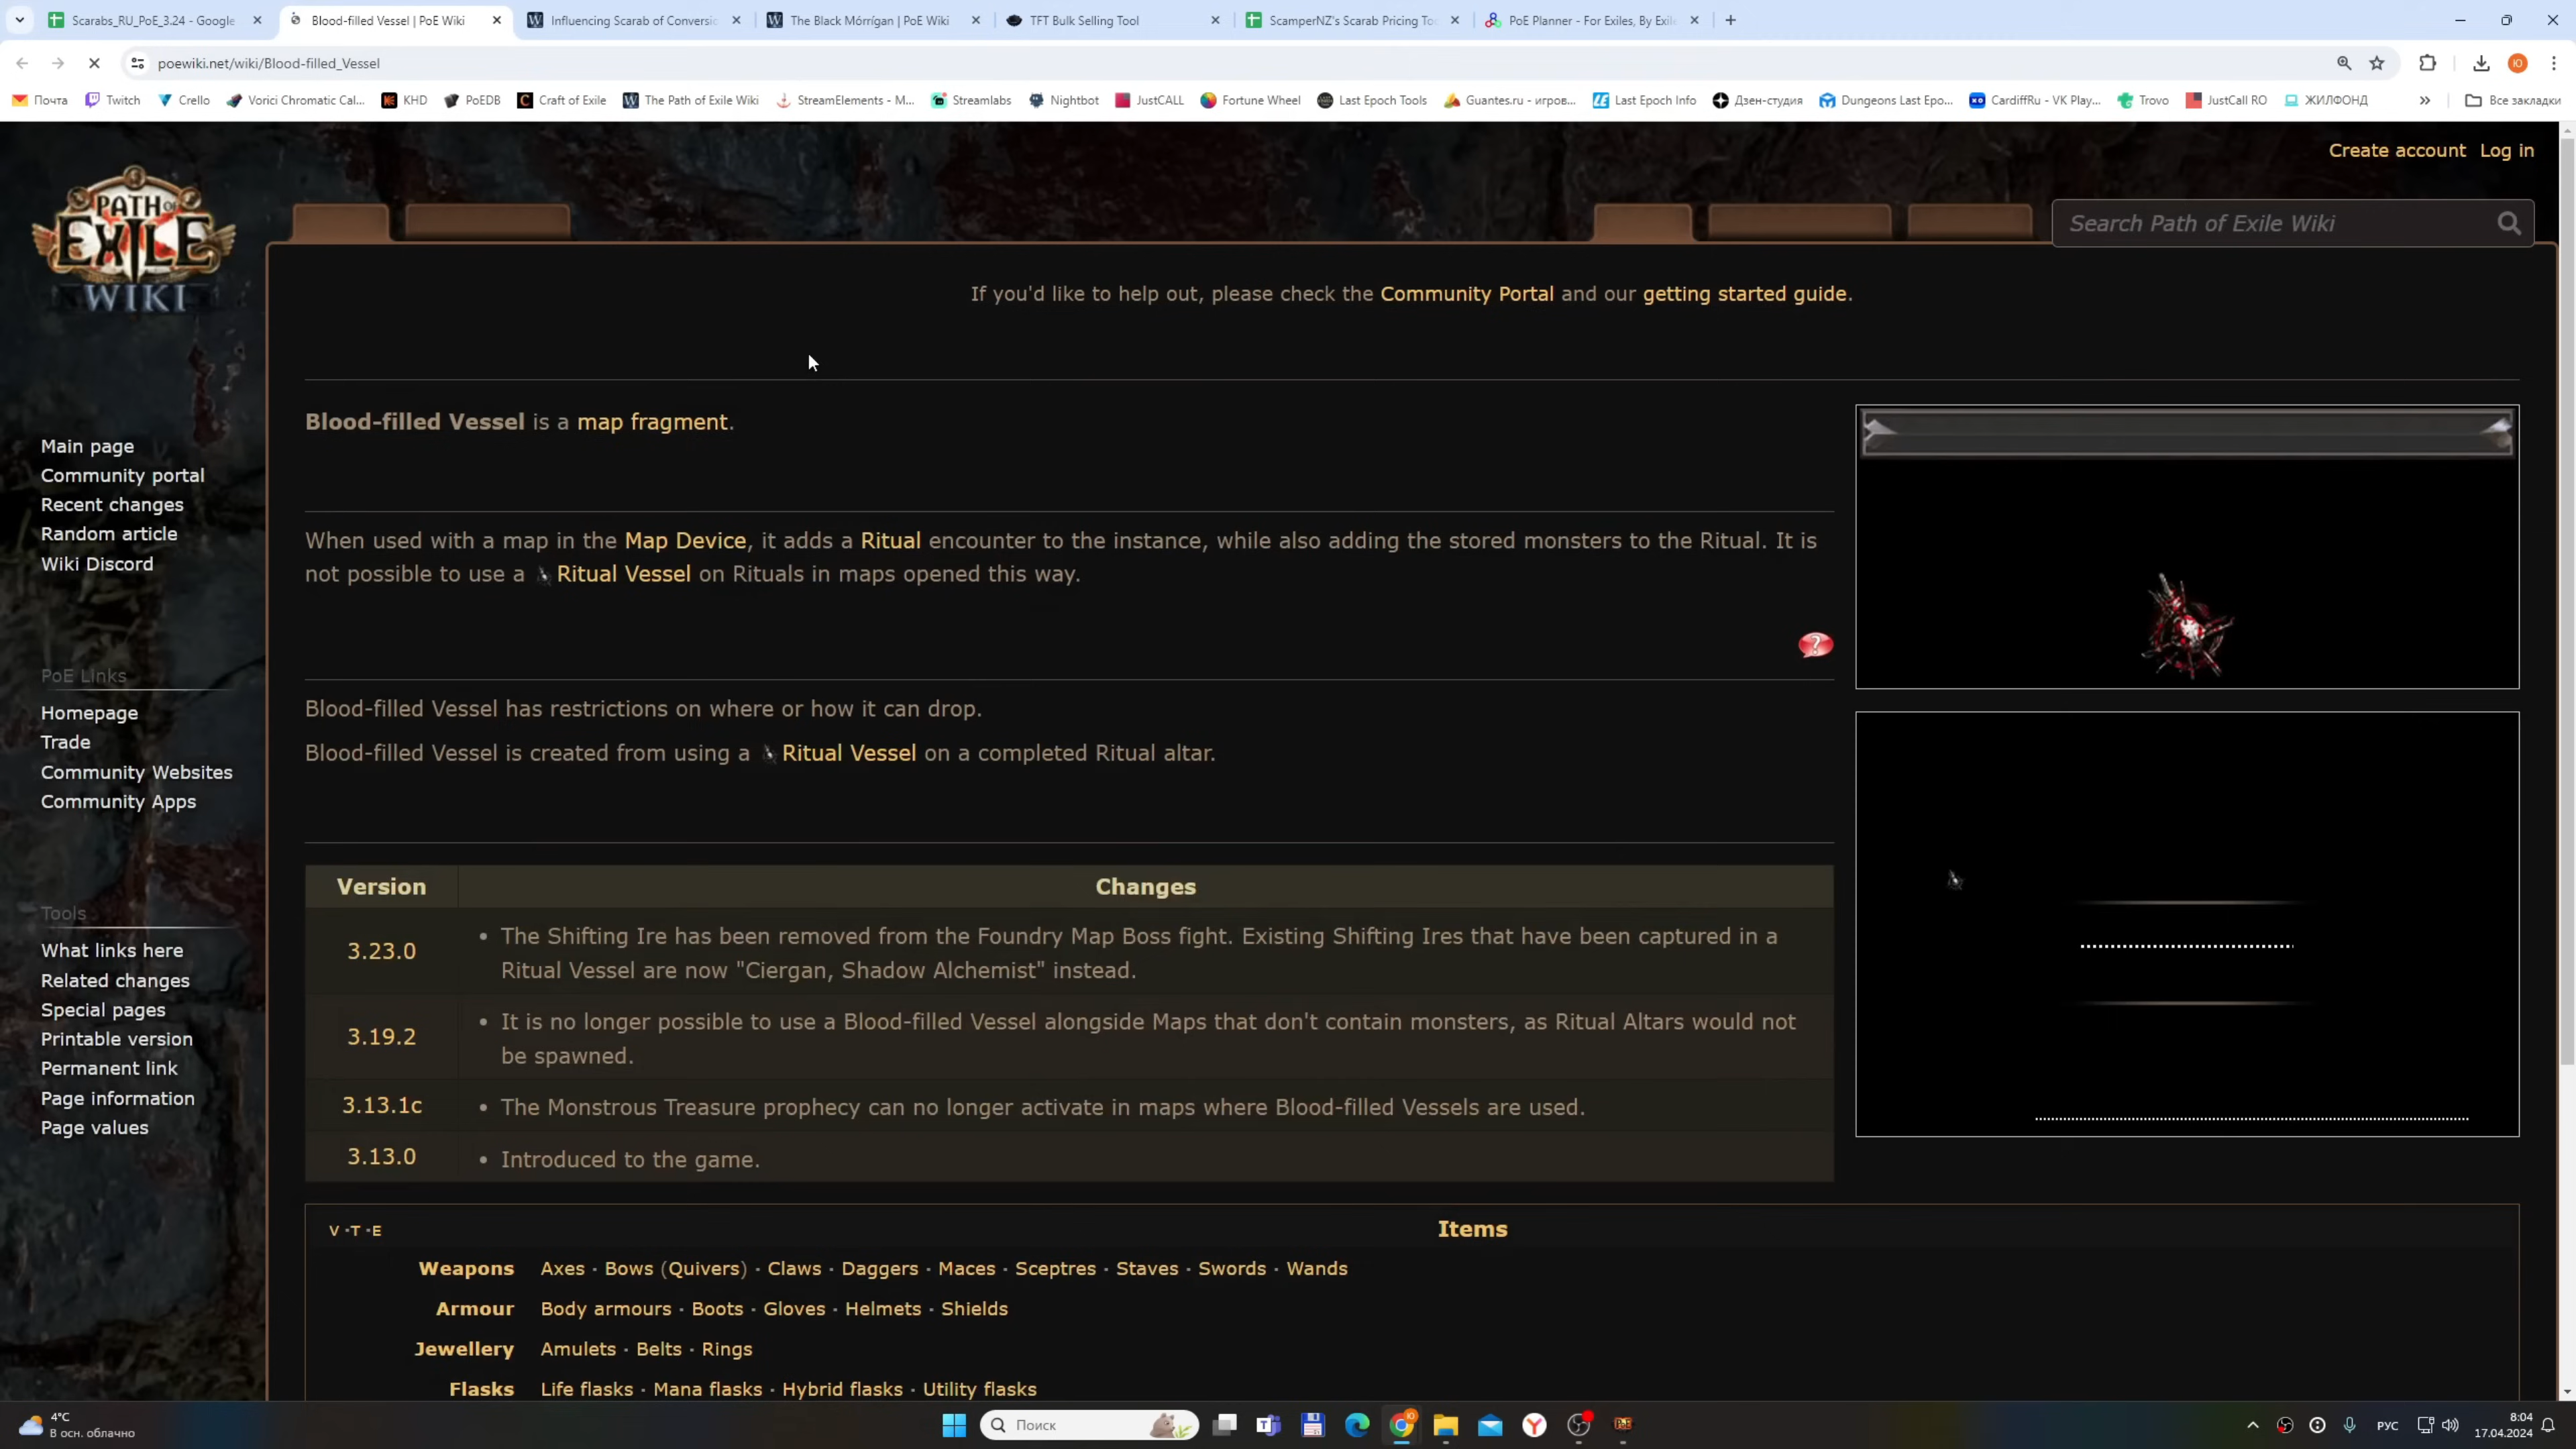 Scarabs_RU_PoE_3.24 - Google
Blood-filled Vessel | PoE Wiki
Influencing Scarab of Conversio
The Black Mórrígan | PoE Wiki
TFT Bulk Selling Tool
ScamperNZ's Scarab Pricing Too
PoE Planner - For Exiles, By Exile
poewiki.net/wiki/Blood-filled_Vessel
Почта
Twitch
Crello
Vorici Chromatic Cal...
KHD
PoEDB
Craft of Exile
The Path of Exile Wiki
StreamElements - M...
Streamlabs
Nightbot
JustCALL
Fortune Wheel
Last Epoch Tools
Guantes.ru - игров...
Last Epoch Info
Дзен-студия
Dungeons Last Epo...
CardiffRu - VK Play...
Trovo
JustCall RO
ЖИЛФОНД
Все закладки
Create account Log in
PATH OF EXILE WIKI
Search Path of Exile Wiki
If you'd like to help out, please check the Community Portal and our getting started guide.
Main page
Community portal
Recent changes
Random article
Wiki Discord
PoE Links
Homepage
Trade
Community Websites
Community Apps
Tools
What links here
Related changes
Special pages
Printable version
Permanent link
Page information
Page values
Blood-filled Vessel is a map fragment.
When used with a map in the Map Device, it adds a Ritual encounter to the instance, while also adding the stored monsters to the Ritual. It is
not possible to use a Ritual Vessel on Rituals in maps opened this way.
?
Blood-filled Vessel has restrictions on where or how it can drop.
Blood-filled Vessel is created from using a Ritual Vessel on a completed Ritual altar.
Version Changes
3.23.0 • The Shifting Ire has been removed from the Foundry Map Boss fight. Existing Shifting Ires that have been captured in a
Ritual Vessel are now "Ciergan, Shadow Alchemist" instead.
3.19.2 • It is no longer possible to use a Blood-filled Vessel alongside Maps that don't contain monsters, as Ritual Altars would not
be spawned.
3.13.1c • The Monstrous Treasure prophecy can no longer activate in maps where Blood-filled Vessels are used.
3.13.0 • Introduced to the game.
V · T · E Items
Weapons Axes · Bows (Quivers) · Claws · Daggers · Maces · Sceptres · Staves · Swords · Wands
Armour Body armours · Boots · Gloves · Helmets · Shields
Jewellery Amulets · Belts · Rings
Flasks Life flasks · Mana flasks · Hybrid flasks · Utility flasks
4°C
В осн. облачно
Поиск
РУС
8:04
17.04.2024